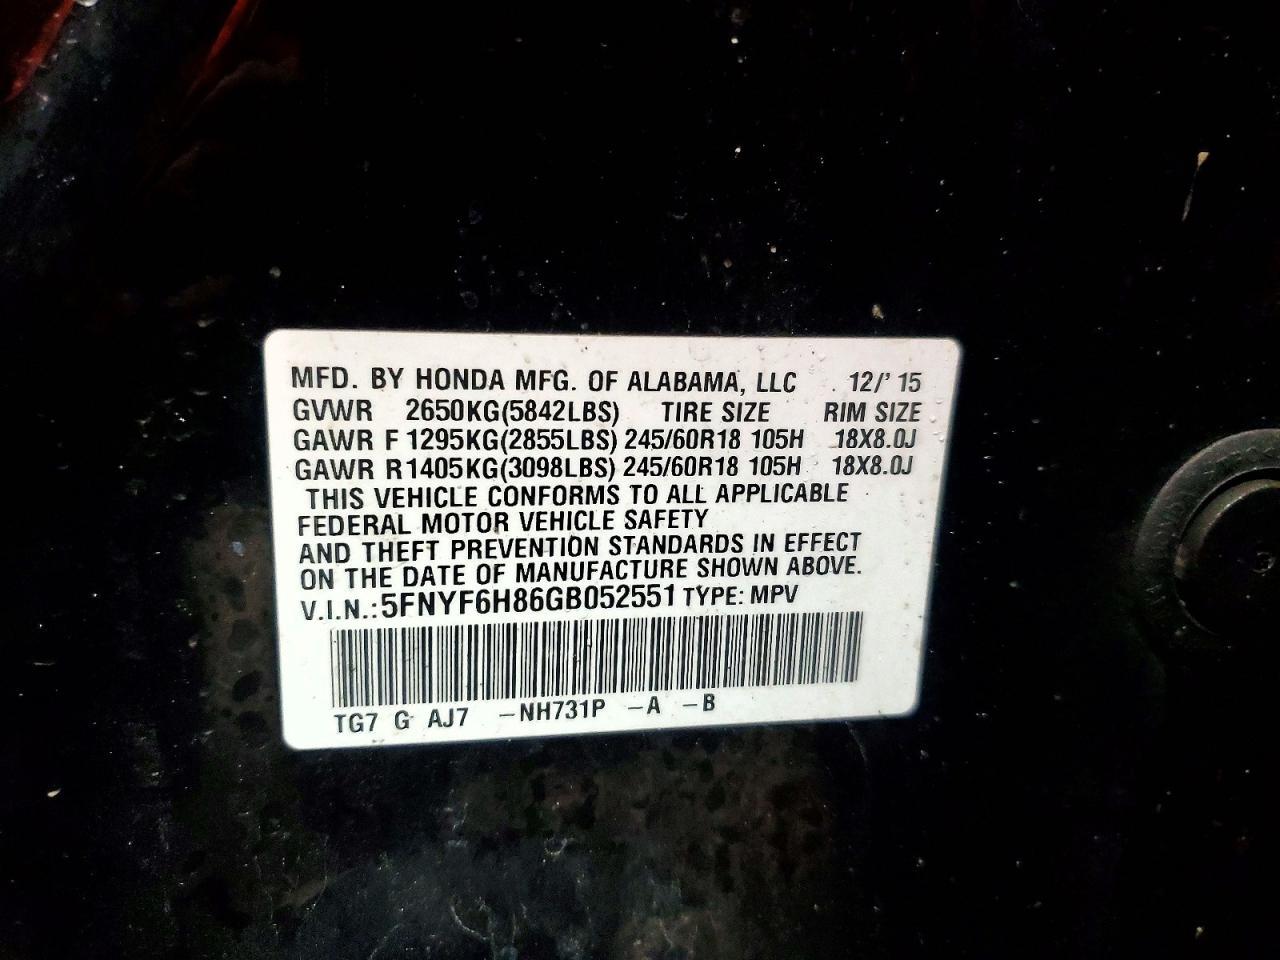 MFD. BY HONDA MFG. OF ALABAMA, LLC 12/' 15
GVWR 2650KG(5842LBS) TIRE SIZE RIM SIZE
GAWR F 1295KG(2855LBS) 245/60R18 105H 18X8.0J
GAWR R 1405KG(3098LBS) 245/60R18 105H 18X8.0J
THIS VEHICLE CONFORMS TO ALL APPLICABLE
FEDERAL MOTOR VEHICLE SAFETY
AND THEFT PREVENTION STANDARDS IN EFFECT
ON THE DATE OF MANUFACTURE SHOWN ABOVE.
V.I.N.: 5FNYF6H86GB052551 TYPE: MPV
TG7 G AJ7 -NH731P -A -B